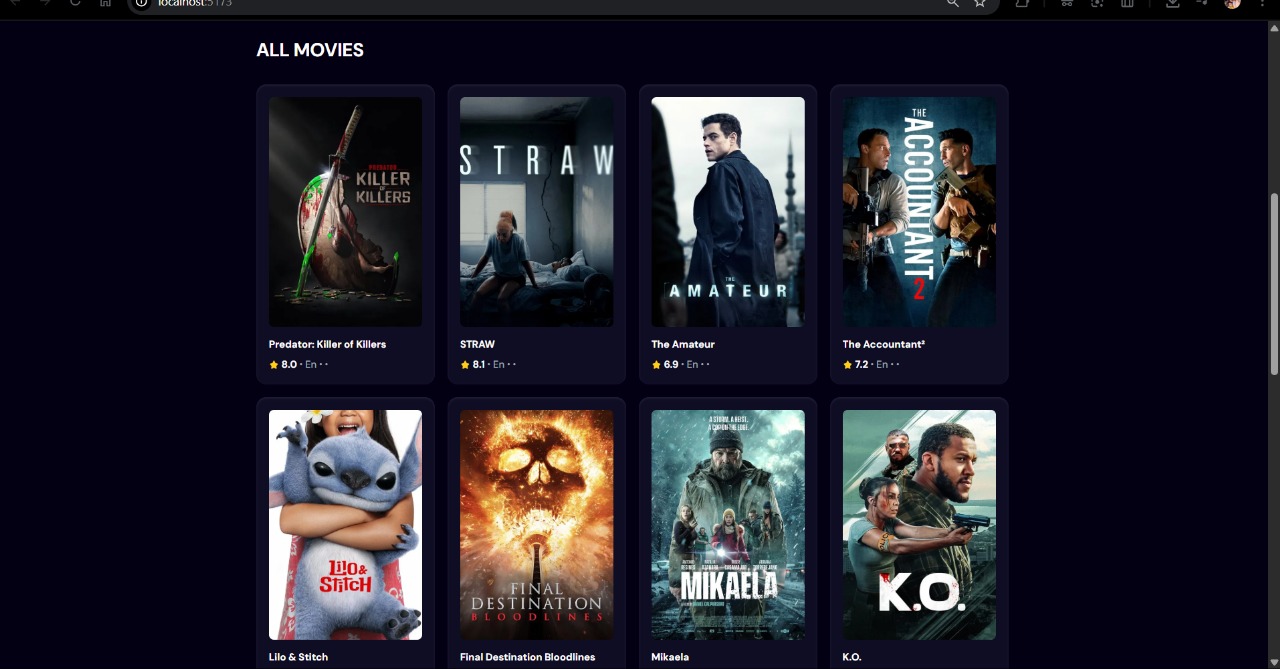 localhost:5173
ALL MOVIES
PREDATOR
KILLER
OF
KILLERS
STRAW
THE
AMATEUR
THE
ACCOUNTANT
2
Predator: Killer of Killers
STRAW
The Amateur
The Accountant²
8.0 • En • •
8.1 • En • •
6.9 • En • •
7.2 • En • •
LILO &
STITCH
FINAL
DESTINATION
BLOODLINES
A STORM. A HEIST.
A COP ON THE EDGE.
MIKAELA
K.O.
Lilo & Stitch
Final Destination Bloodlines
Mikaela
K.O.